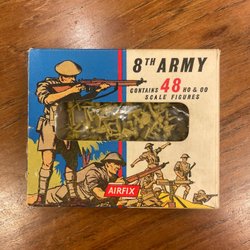 8TH ARMY
CONTAINS 48 HO & OO
SCALE FIGURES
AIRFIX